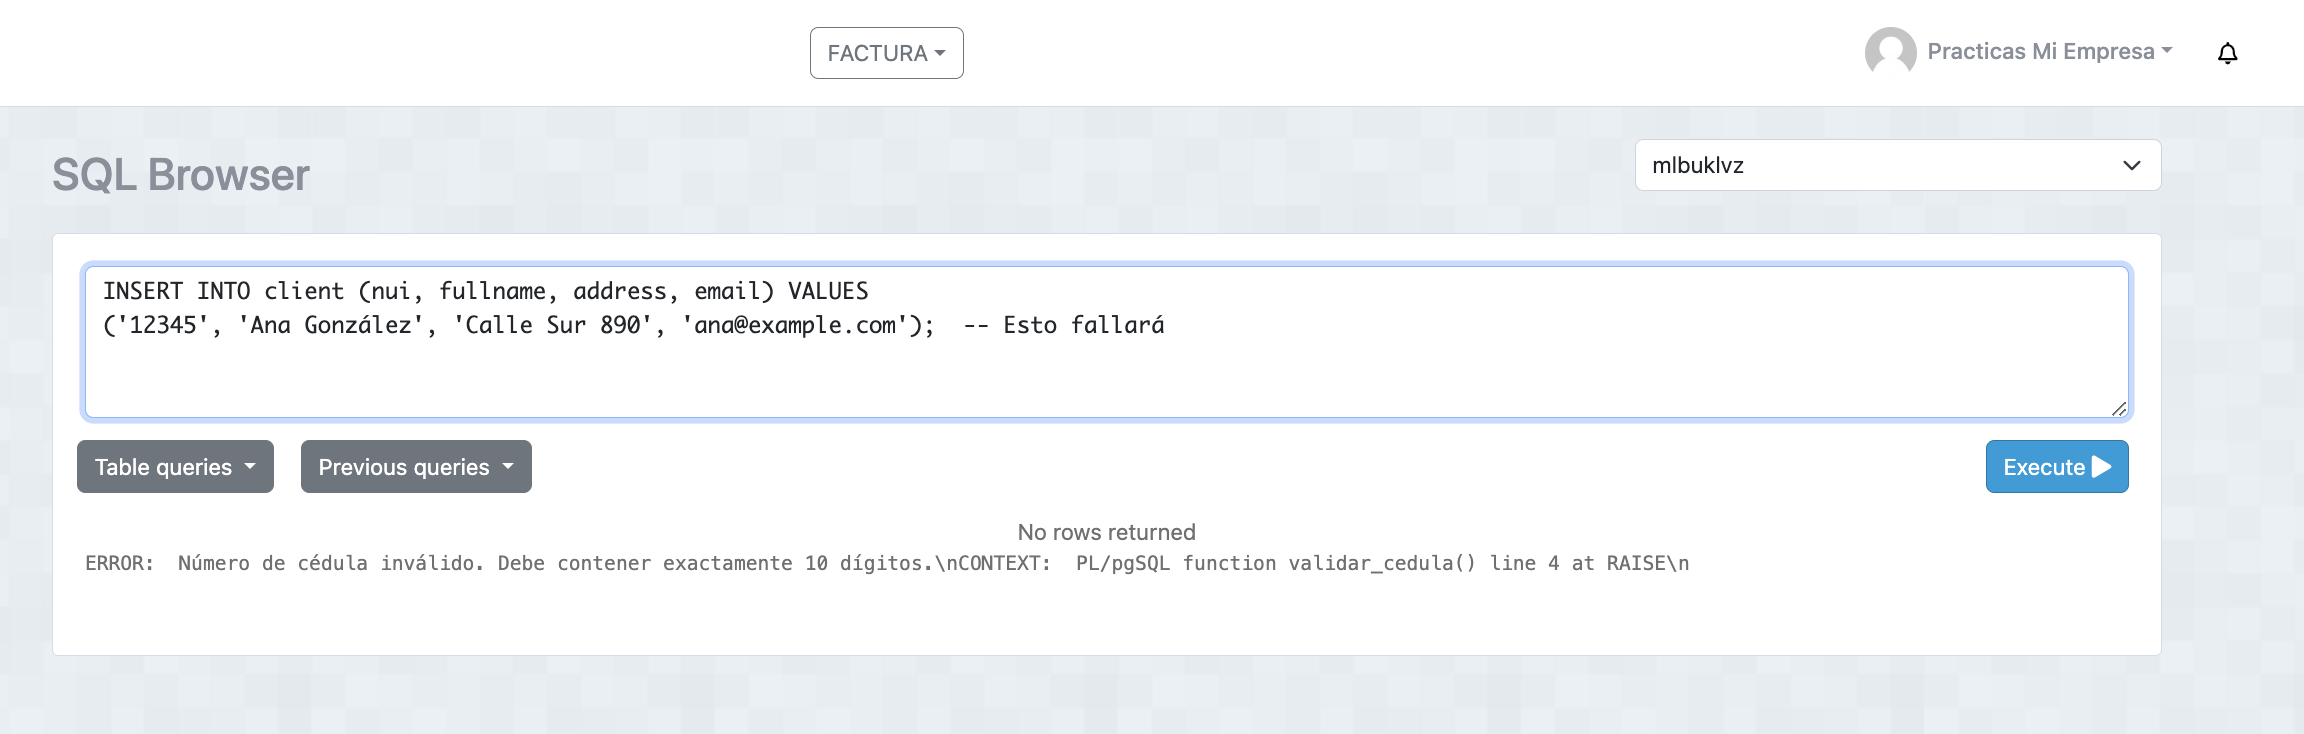 FACTURA
Practicas Mi Empresa
SQL Browser
mlbuklvz
INSERT INTO client (nui, fullname, address, email) VALUES
('12345', 'Ana González', 'Calle Sur 890', 'ana@example.com');  -- Esto fallará
Table queries
Previous queries
Execute
No rows returned
ERROR:  Número de cédula inválido. Debe contener exactamente 10 dígitos.\nCONTEXT:  PL/pgSQL function validar_cedula() line 4 at RAISE\n